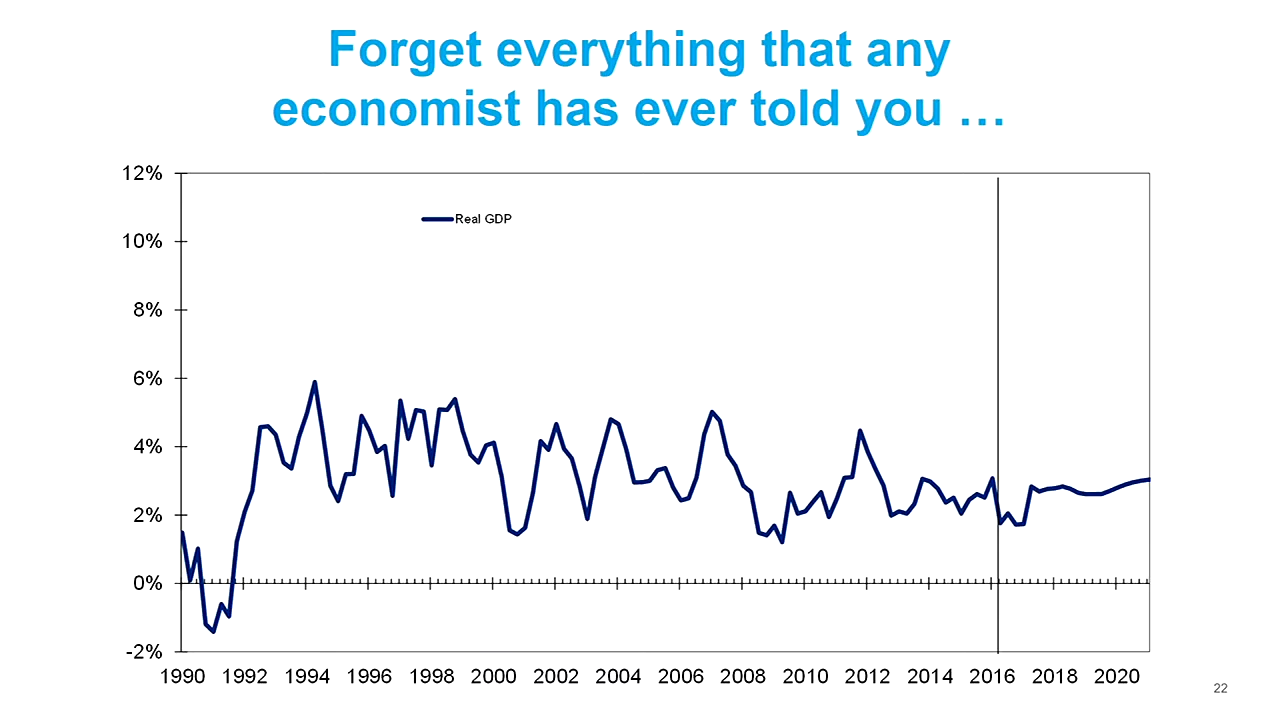 Forget everything that any
economist has ever told you …
12%
Real GDP
10%
8%
6%
4%
2%
0%
-2%
1990 1992 1994 1996 1998 2000 2002 2004 2006 2008 2010 2012 2014 2016 2018 2020
22